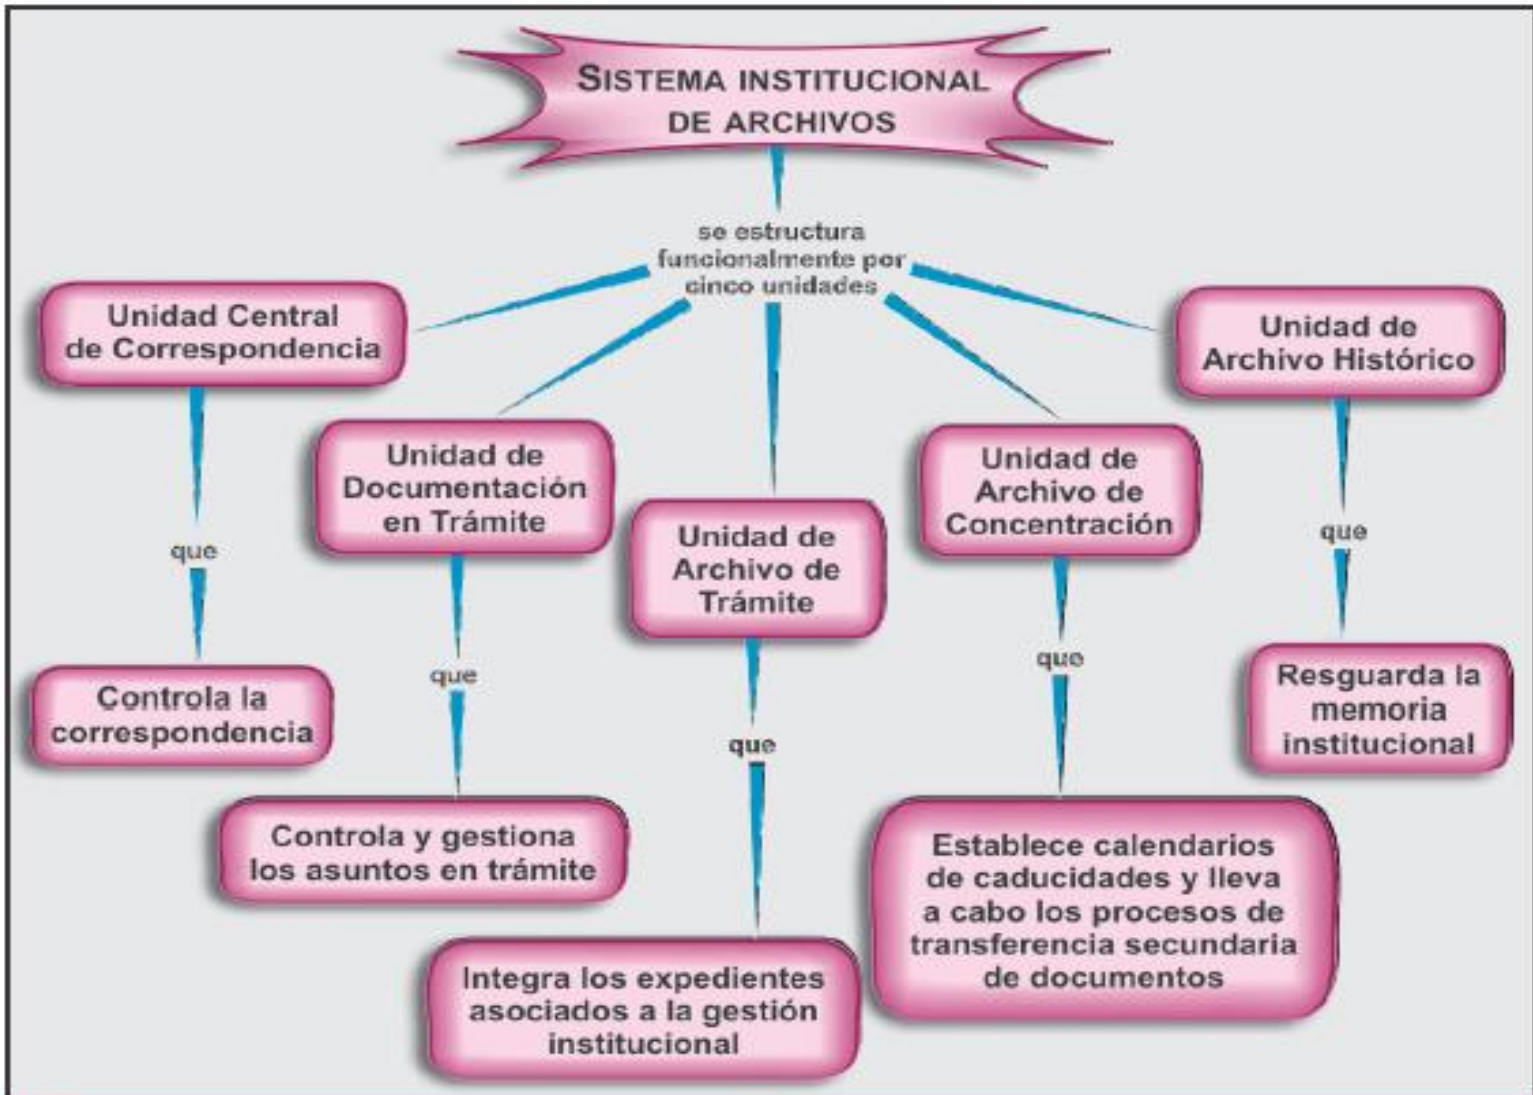 SISTEMA INSTITUCIONAL
DE ARCHIVOS
se estructura
funcionalmente por
cinco unidades
Unidad Central
de Correspondencia
que
Controla la
correspondencia
Unidad de
Documentación
en Trámite
que
Controla y gestiona
los asuntos en trámite
Unidad de
Archivo de
Trámite
que
Integra los expedientes
asociados a la gestión
institucional
Unidad de
Archivo de
Concentración
que
Establece calendarios
de caducidades y lleva
a cabo los procesos de
transferencia secundaria
de documentos
Unidad de
Archivo Histórico
que
Resguarda la
memoria
institucional